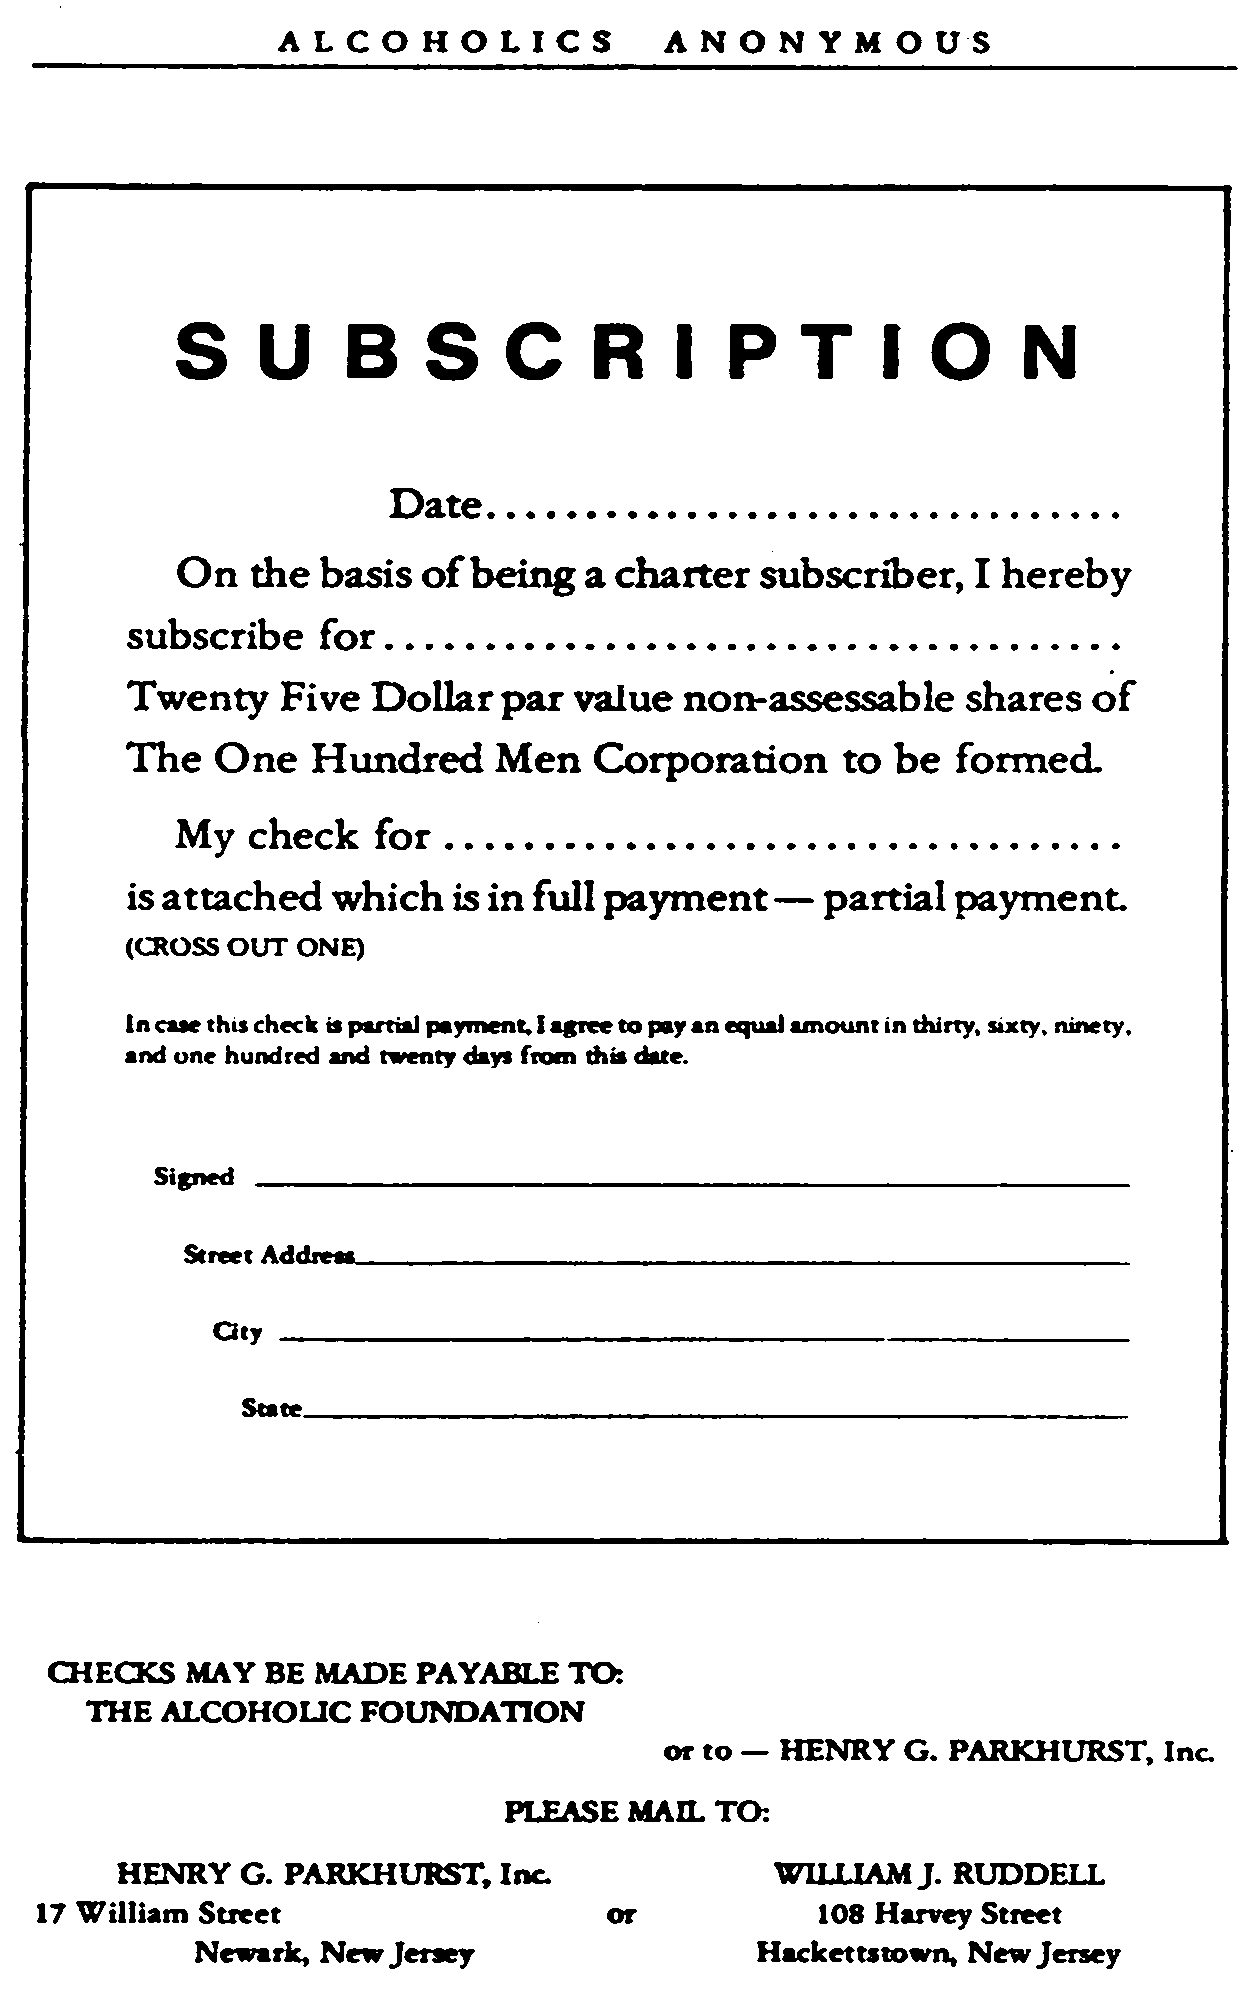 ALCOHOLICS ANONYMOUS
SUBSCRIPTION
Date................................
On the basis of being a charter subscriber, I hereby
subscribe for.....................................
Twenty Five Dollar par value non-assessable shares of
The One Hundred Men Corporation to be formed.
My check for ..................................
is attached which is in full payment — partial payment.
(CROSS OUT ONE)
In case this check is partial payment, I agree to pay an equal amount in thirty, sixty, ninety,
and one hundred and twenty days from this date.
Signed
Street Address
City
State
CHECKS MAY BE MADE PAYABLE TO:
THE ALCOHOLIC FOUNDATION
or to — HENRY G. PARKHURST, Inc.
PLEASE MAIL TO:
HENRY G. PARKHURST, Inc. WILLIAM J. RUDDELL
17 William Street or 108 Harvey Street
Newark, New Jersey Hackettstown, New Jersey